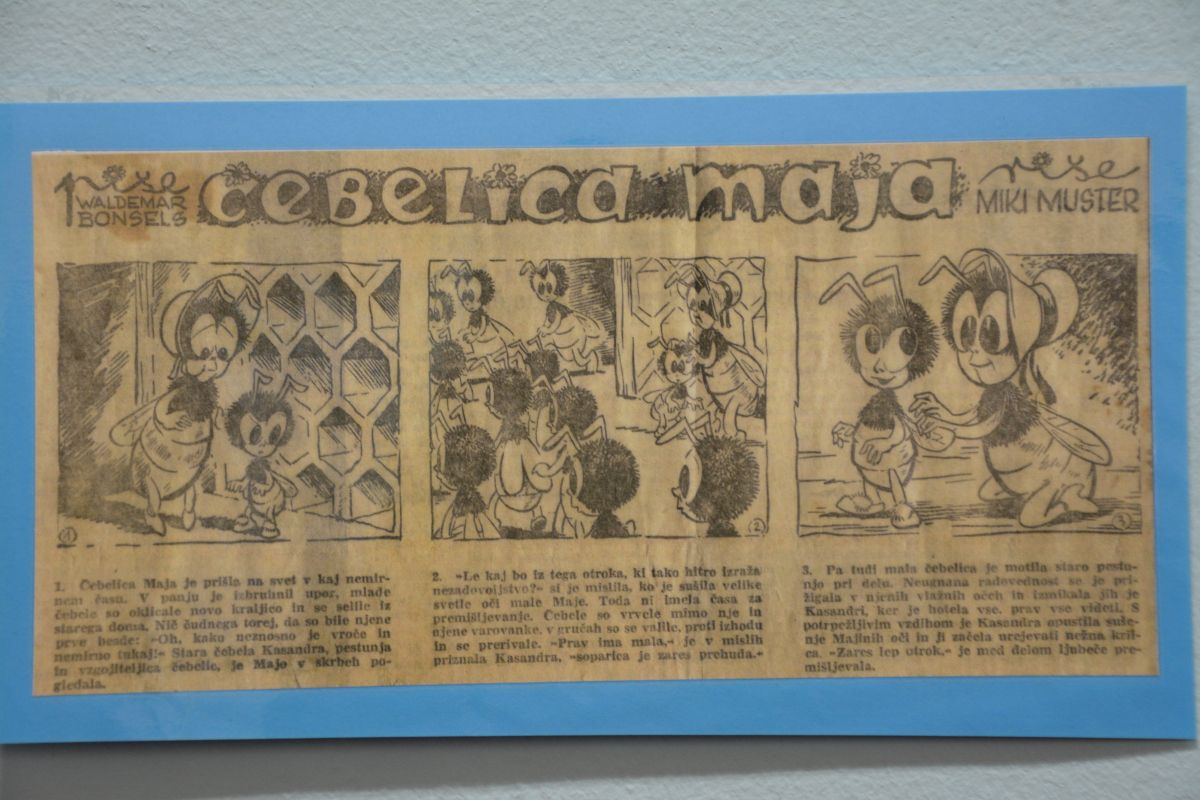 piše
WALDEMAR
BONSELS
čebelica maja
riše
MIKI MUSTER
1
2
3
1. Čebelica Maja je prišla na svet v kaj nemir-
nem času. V panju je izbruhnil upor, mlade
čebele so oklicale novo kraljico in se selile iz
starega doma. Nič čudnega torej, da so bile njene
prve besede: »Oh, kako neznosno je vroče in
nemirno tukaj!« Stara čebela Kasandra, pestunja
in vzgojiteljica čebelic, je Majo v skrbeh po-
gledala.
2. »Le kaj bo iz tega otroka, ki tako hitro izraža
nezadovoljstvo?« si je mislila, ko je sušila velike
svetle oči male Maje. Toda ni imela časa za
premišljevanje. Čebele so vrvele mimo nje in
njene varovanke, v gručah so se valile proti izhodu
in se prerivale. »Prav ima mala,« je v mislih
priznala Kasandra, »soparica je zares prehuda.«
3. Pa tudi mala čebelica je motila staro pestu-
njo pri delu. Neugnana radovednost se je pri-
žigala v njenih vlažnih očeh in izmikala jih je
Kasandri, ker je hotela vse, prav vse videti. S
potrpežljivim vzdihom je Kasandra opustila suše-
nje Majinih oči in ji začela urejevati nežna kril-
ca. »Zares lep otrok,« je med delom ljubeče pre-
mišljevala.